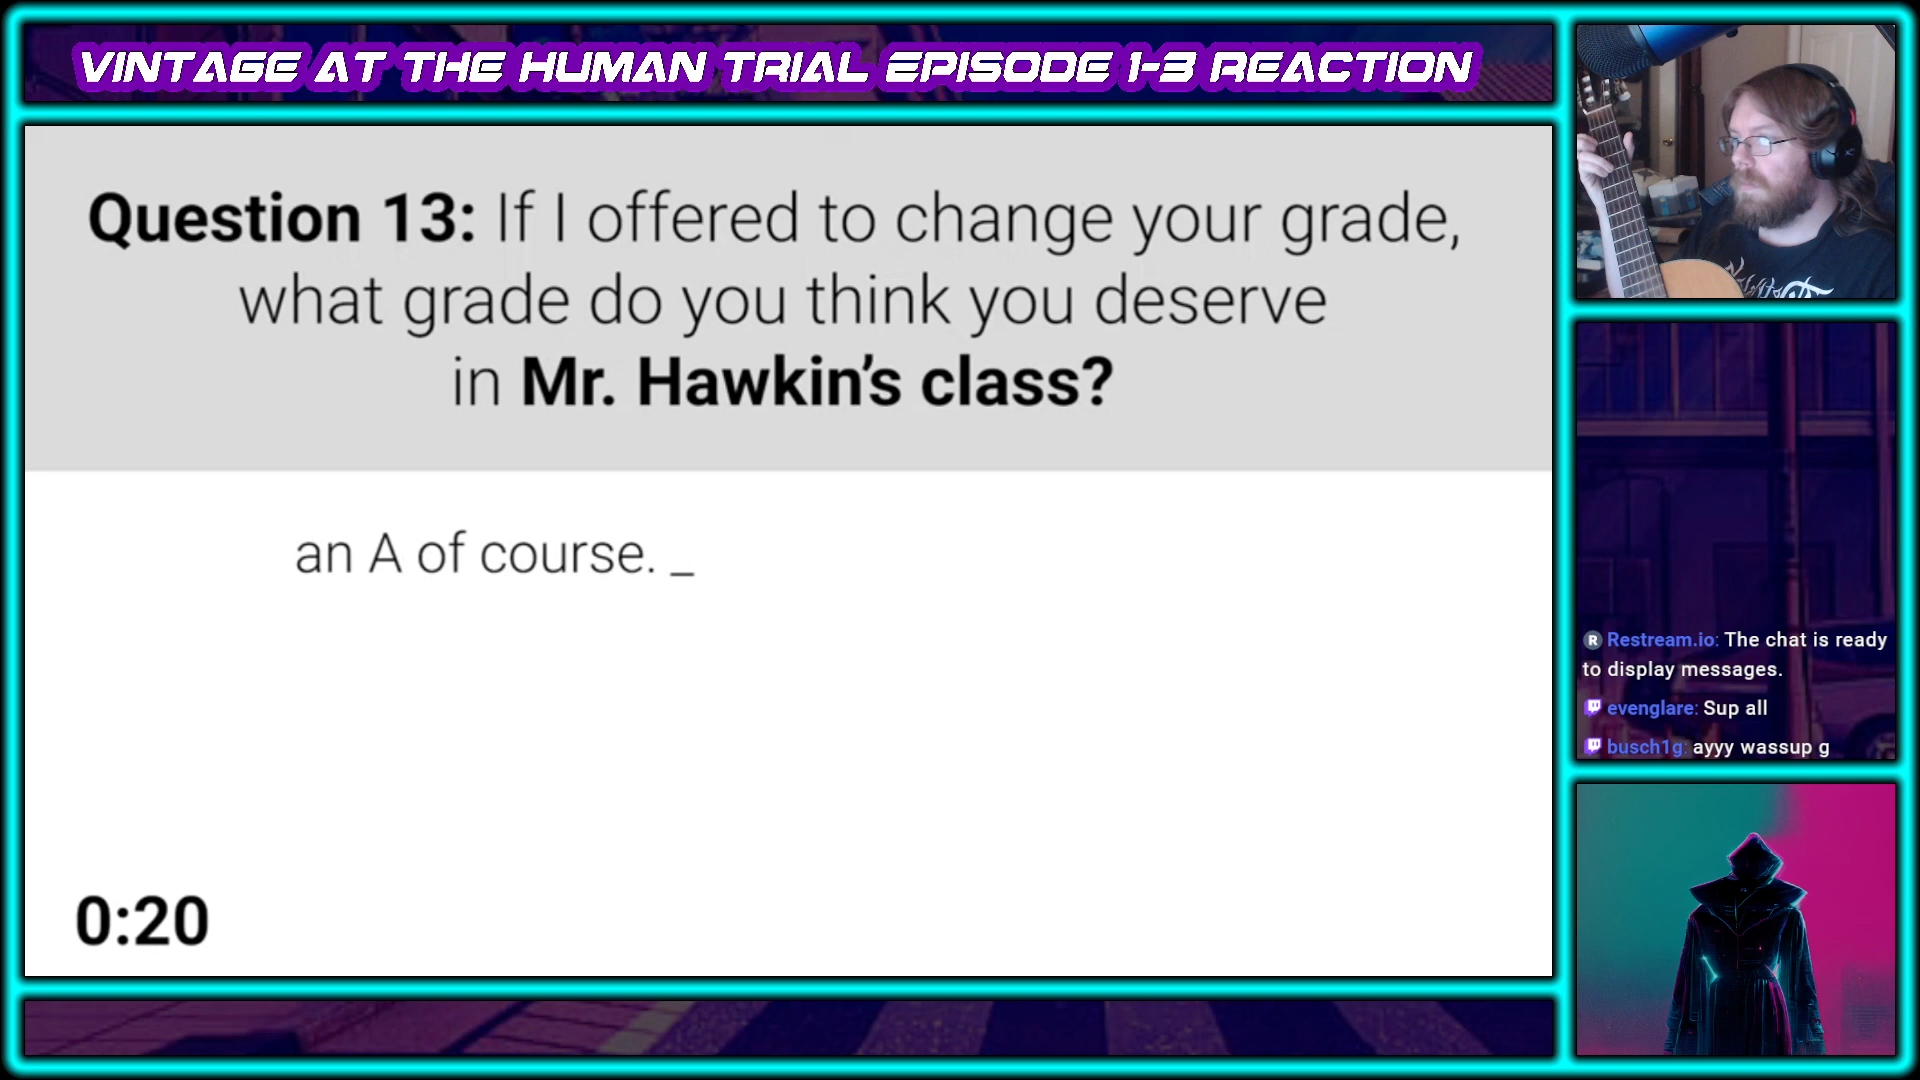 VINTAGE AT THE HUMAN TRIAL EPISODE 1-3 REACTION
Question 13: If I offered to change your grade,
what grade do you think you deserve
in Mr. Hawkin’s class?
an A of course. _
0:20
R Restream.io: The chat is ready
to display messages.
evenglare: Sup all
busch1g: ayyy wassup g